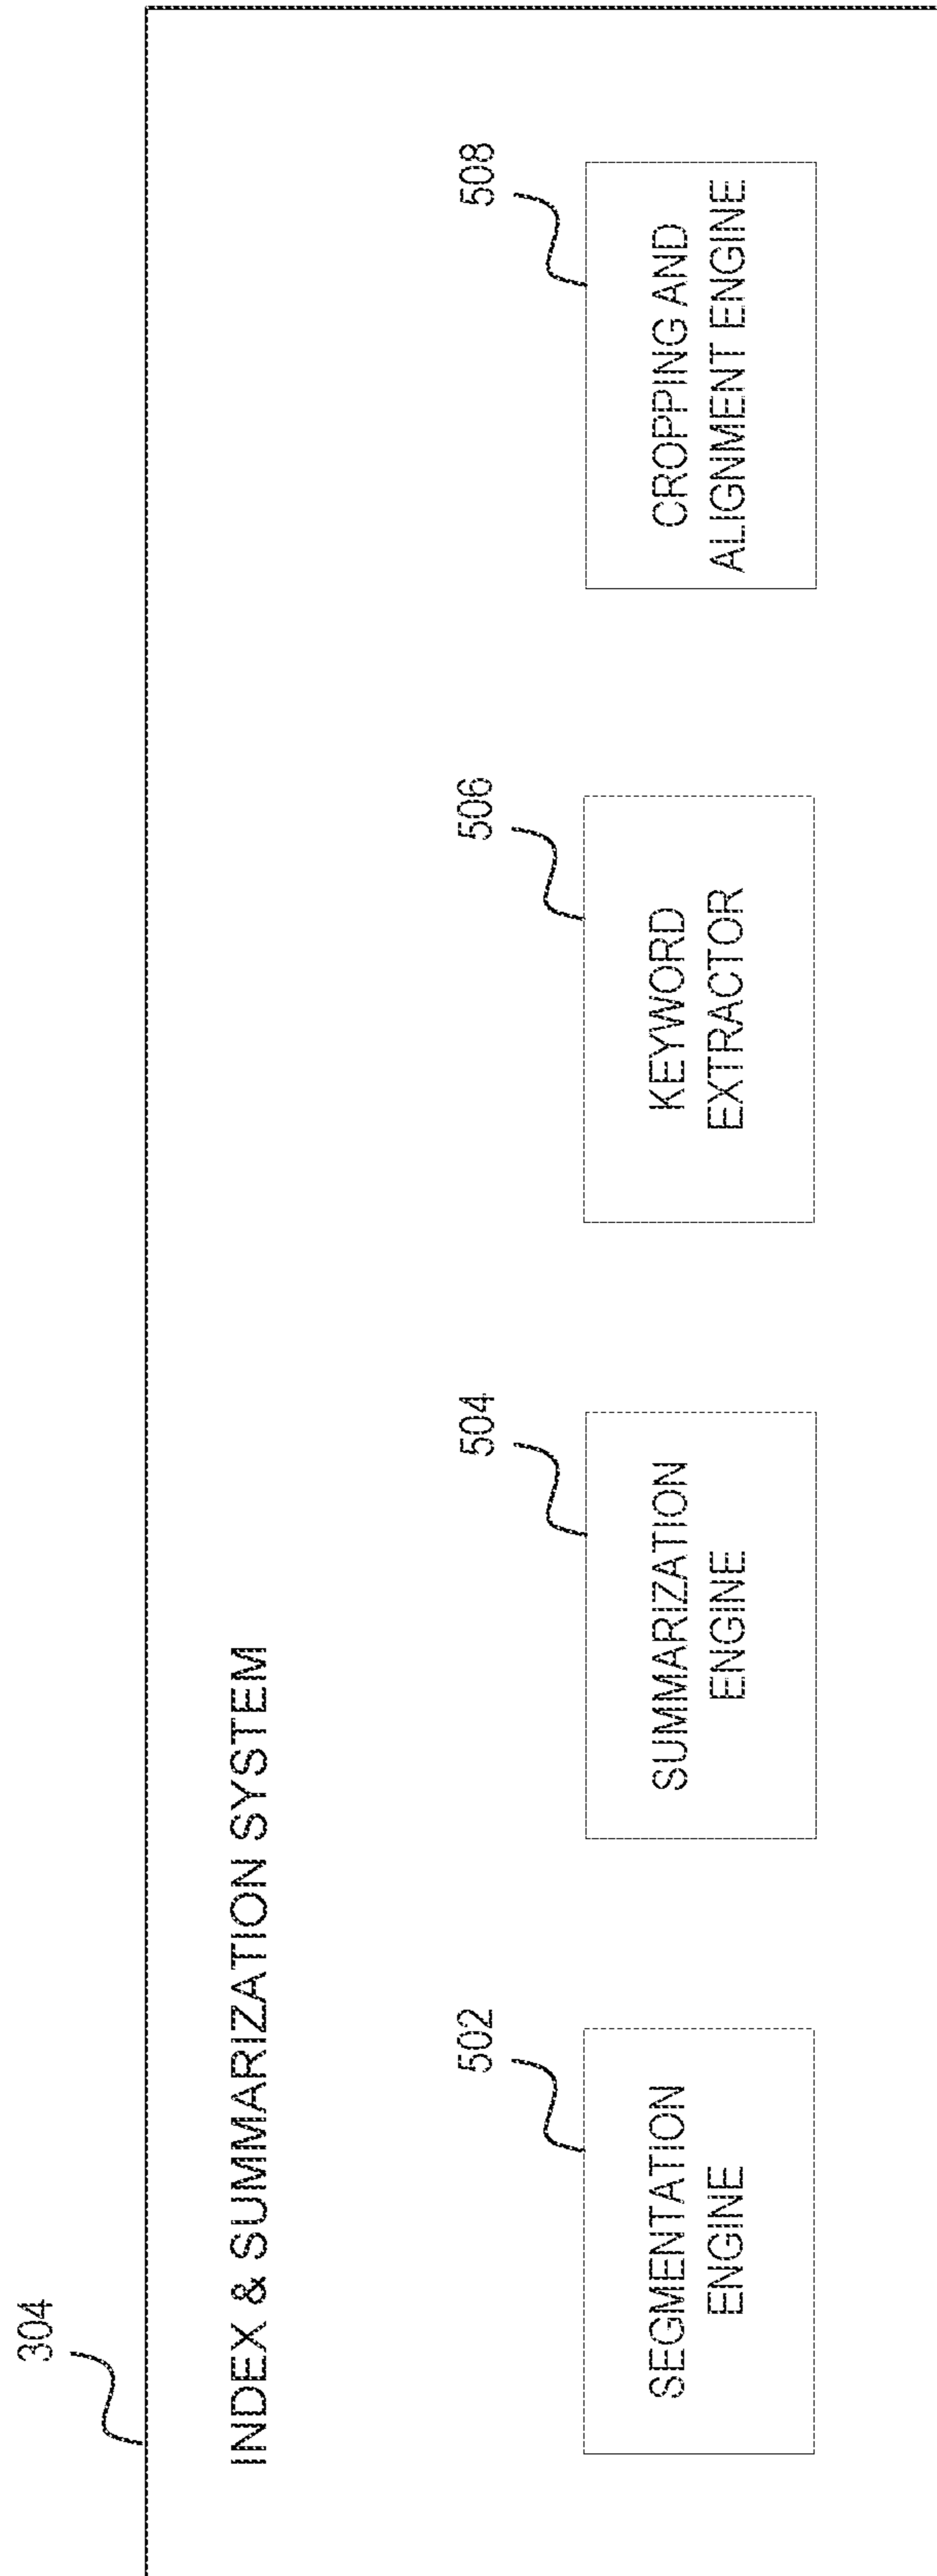 304
INDEX & SUMMARIZATION SYSTEM
502
SEGMENTATION
ENGINE
504
SUMMARIZATION
ENGINE
506
KEYWORD
EXTRACTOR
508
CROPPING AND
ALIGNMENT ENGINE